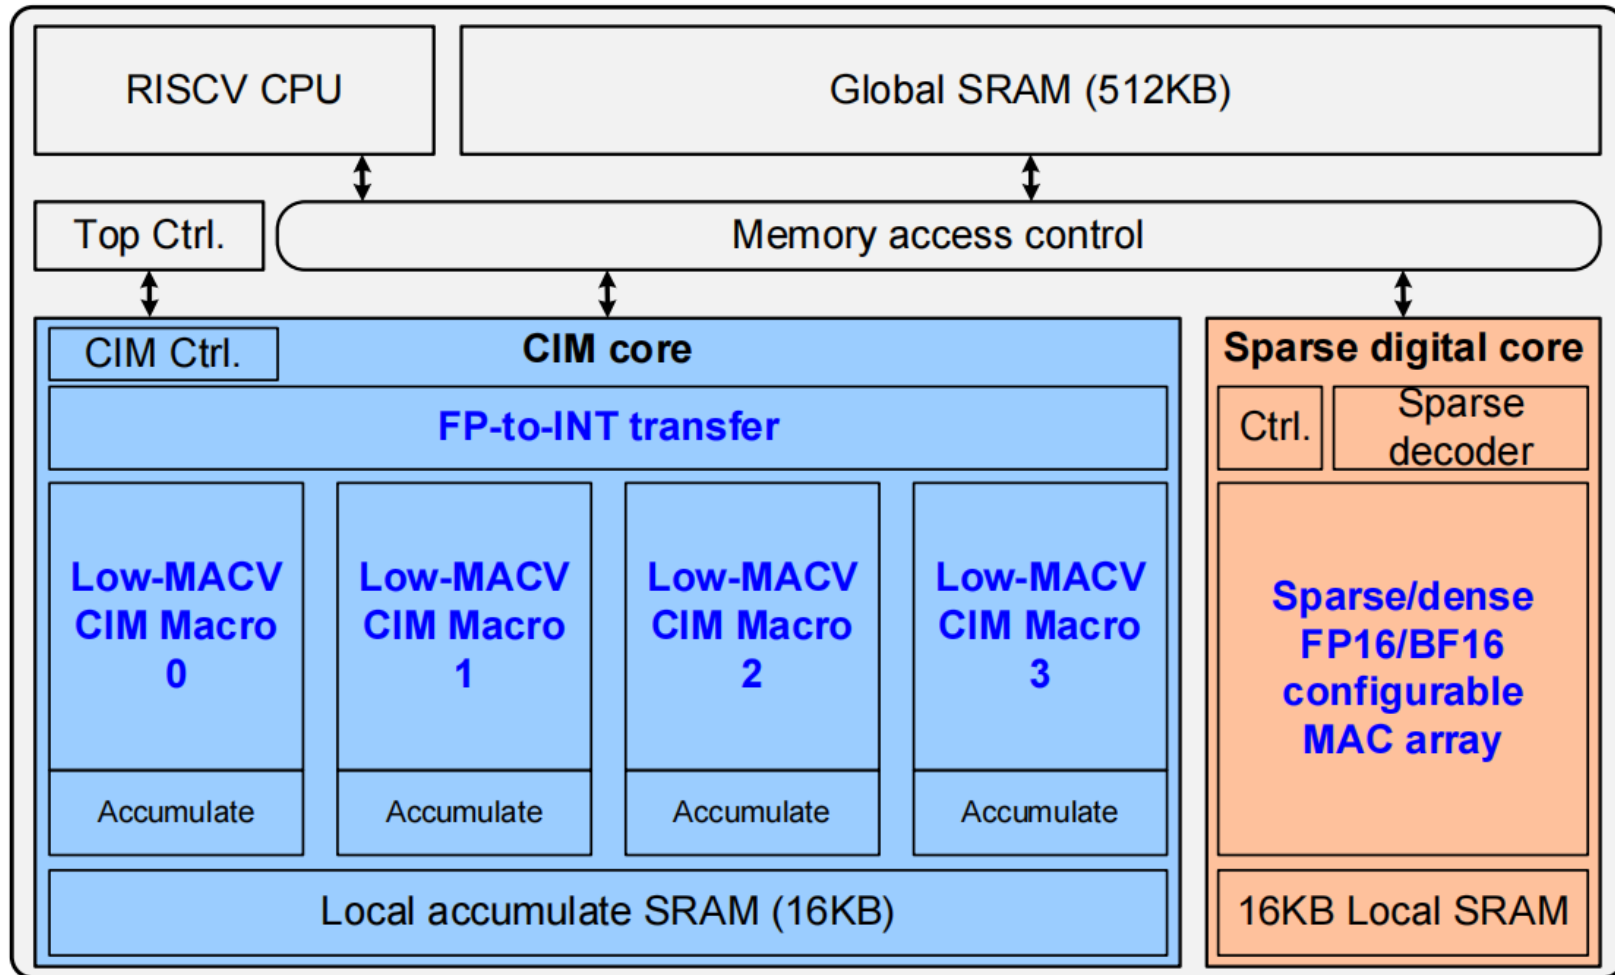 RISCV CPU
Global SRAM (512KB)
Top Ctrl.
Memory access control
CIM Ctrl.
CIM core
FP-to-INT transfer
Low-MACV
CIM Macro
0
Low-MACV
CIM Macro
1
Low-MACV
CIM Macro
2
Low-MACV
CIM Macro
3
Accumulate
Accumulate
Accumulate
Accumulate
Local accumulate SRAM (16KB)
Sparse digital core
Ctrl.
Sparse
decoder
Sparse/dense
FP16/BF16
configurable
MAC array
16KB Local SRAM